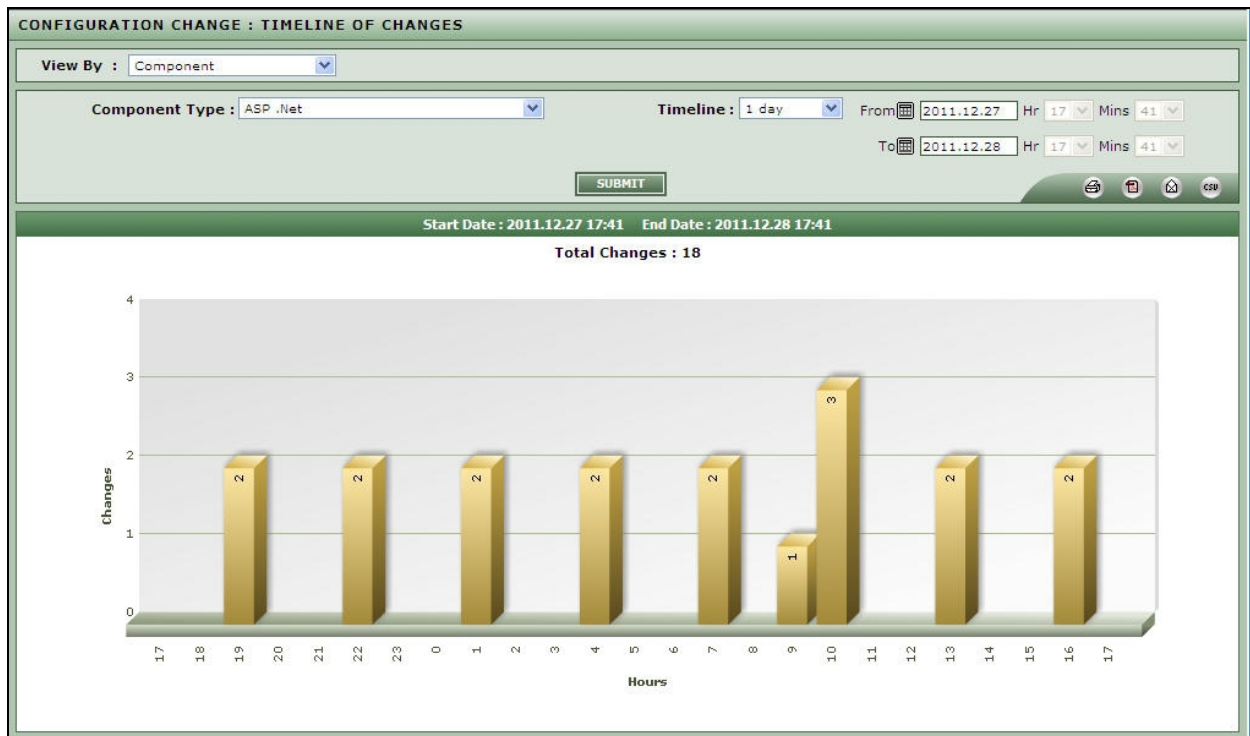 CONFIGURATION CHANGE : TIMELINE OF CHANGES
View By : Component
Component Type : ASP .Net Timeline : 1 day From 2011.12.27 Hr 17 Mins 41
To 2011.12.28 Hr 17 Mins 41
SUBMIT
CSV
Start Date : 2011.12.27 17:41 End Date : 2011.12.28 17:41
Total Changes : 18
4
3
2
1
0
Changes
2
2
2
2
2
1
3
2
2
17 18 19 20 21 22 23 0 1 2 3 4 5 6 7 8 9 10 11 12 13 14 15 16 17
Hours